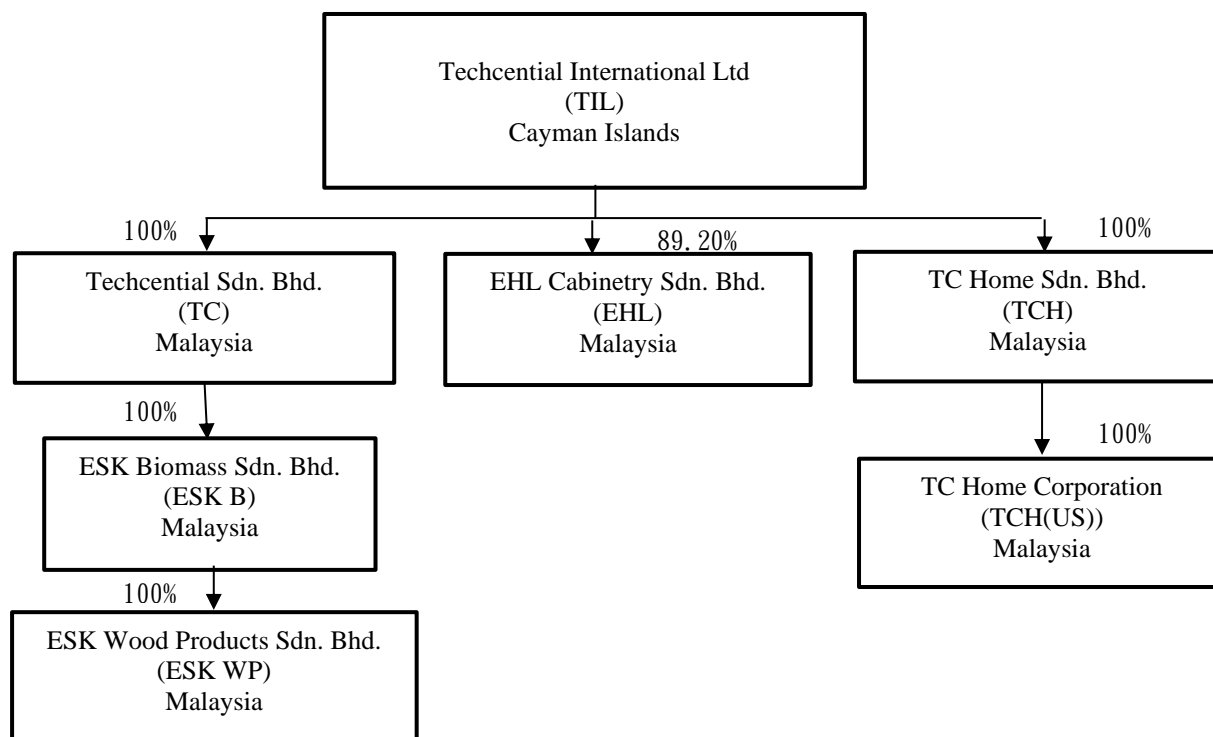 Techcential International Ltd
(TIL)
Cayman Islands
100%
89.20%
100%
Techcential Sdn. Bhd.
(TC)
Malaysia
EHL Cabinetry Sdn. Bhd.
(EHL)
Malaysia
TC Home Sdn. Bhd.
(TCH)
Malaysia
100%
100%
ESK Biomass Sdn. Bhd.
(ESK B)
Malaysia
TC Home Corporation
(TCH(US))
Malaysia
100%
ESK Wood Products Sdn. Bhd.
(ESK WP)
Malaysia